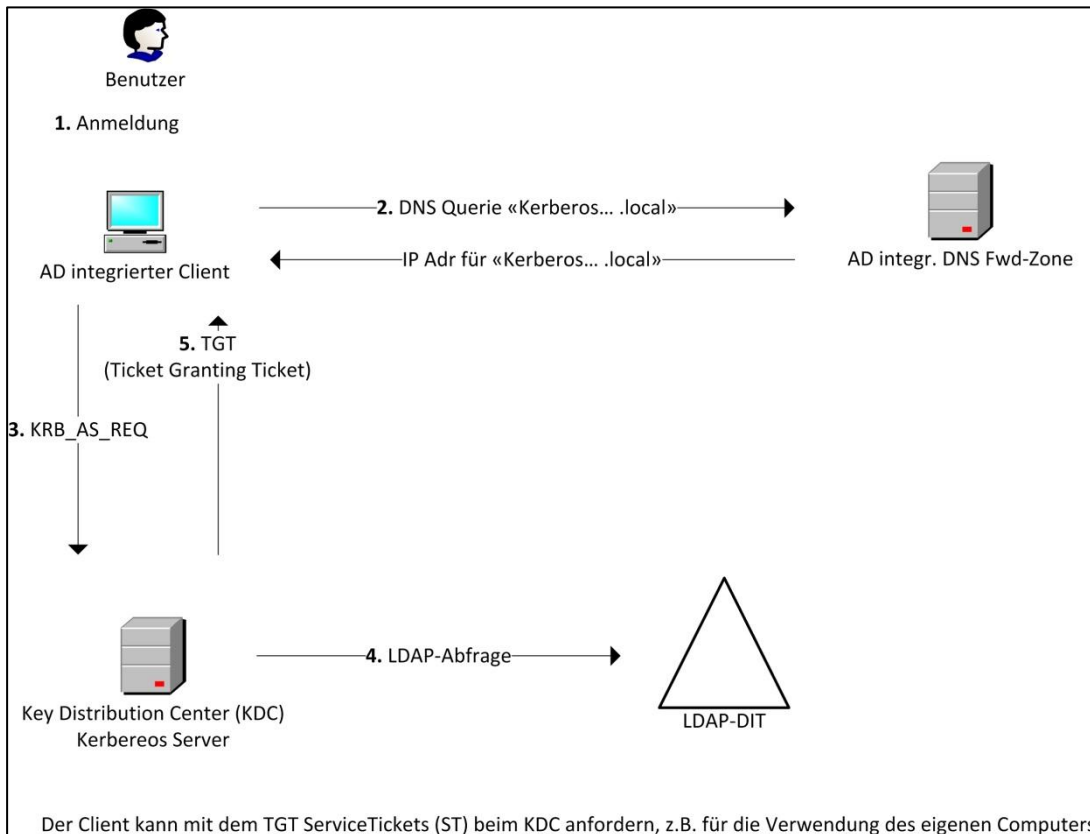 Benutzer
1. Anmeldung
2. DNS Querie «Kerberos... .local»
IP Adr für «Kerberos... .local»
AD integrierter Client
AD integr. DNS Fwd-Zone
5. TGT
(Ticket Granting Ticket)
3. KRB_AS_REQ
4. LDAP-Abfrage
Key Distribution Center (KDC)
Kerbereos Server
LDAP-DIT
Der Client kann mit dem TGT ServiceTickets (ST) beim KDC anfordern, z.B. für die Verwendung des eigenen Computers